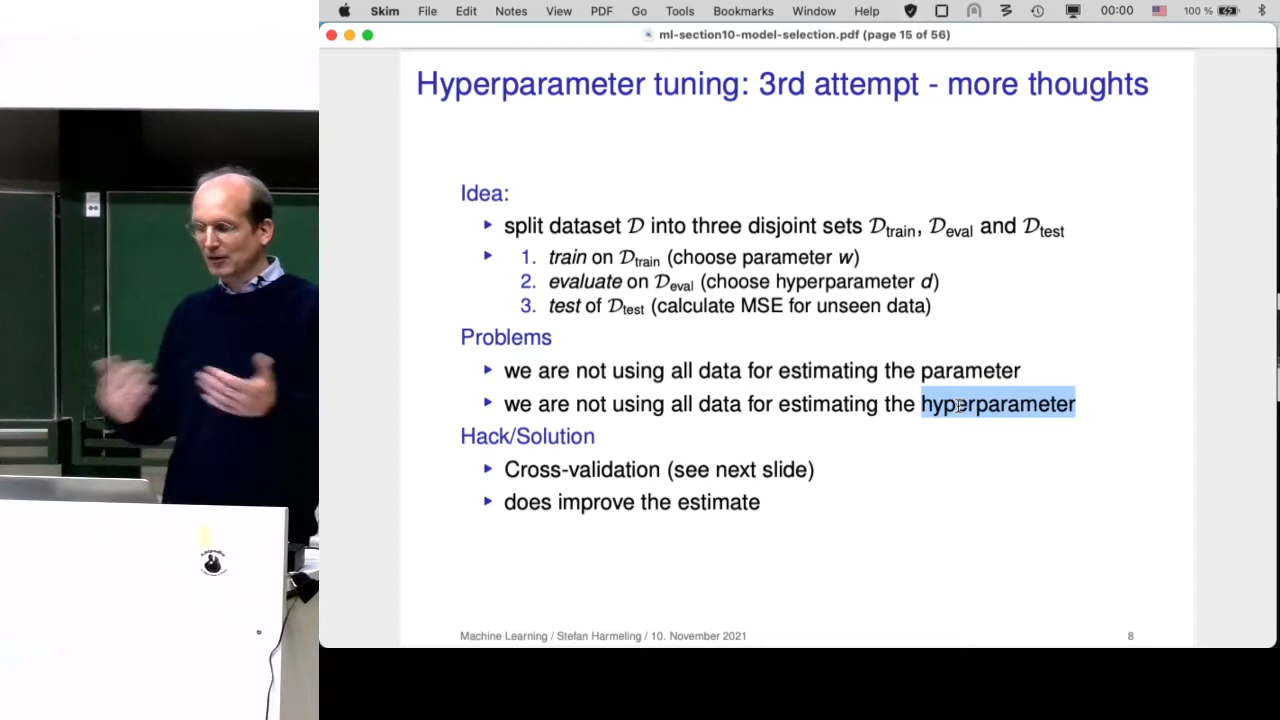 Skim File Edit Notes View PDF Go Tools Bookmarks Window Help 00:00 100 %
ml-section10-model-selection.pdf (page 15 of 56)
Hyperparameter tuning: 3rd attempt - more thoughts
Idea:
▶ split dataset 𝒟 into three disjoint sets 𝒟train, 𝒟eval and 𝒟test
▶ 1. train on 𝒟train (choose parameter w)
2. evaluate on 𝒟eval (choose hyperparameter d)
3. test of 𝒟test (calculate MSE for unseen data)
Problems
▶ we are not using all data for estimating the parameter
▶ we are not using all data for estimating the hyperparameter
Hack/Solution
▶ Cross-validation (see next slide)
▶ does improve the estimate
Machine Learning / Stefan Harmeling / 10. November 2021 8